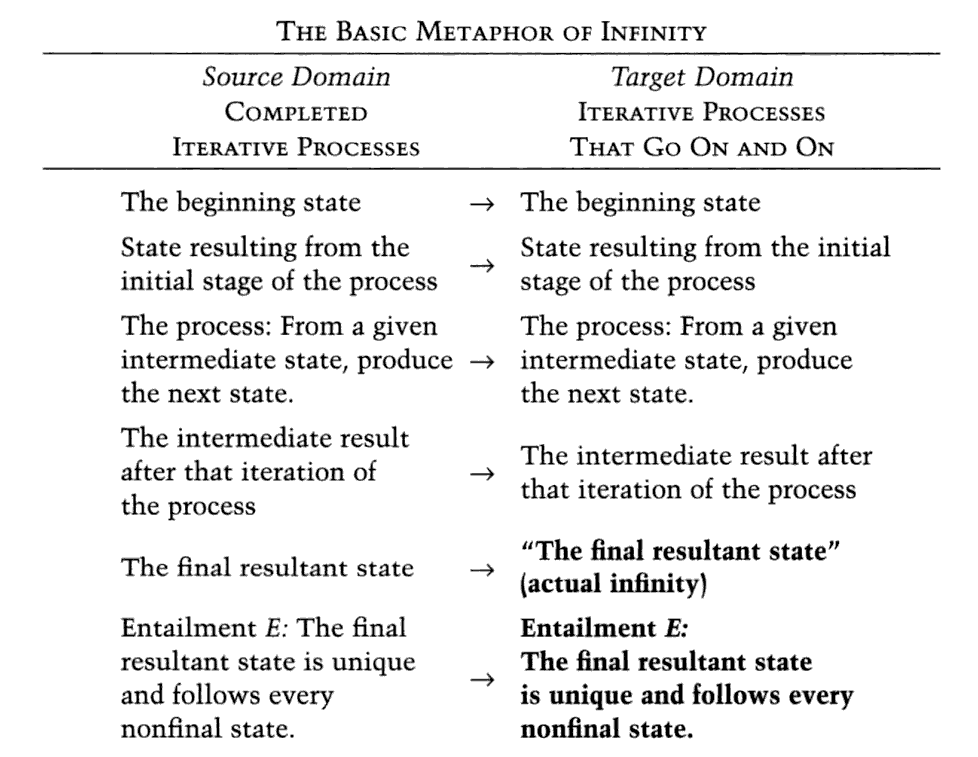 THE BASIC METAPHOR OF INFINITY
Source Domain
COMPLETED
ITERATIVE PROCESSES
Target Domain
ITERATIVE PROCESSES
THAT GO ON AND ON
The beginning state → The beginning state
State resulting from the
initial stage of the process
→
State resulting from the initial
stage of the process
The process: From a given
intermediate state, produce
the next state.
→
The process: From a given
intermediate state, produce
the next state.
The intermediate result
after that iteration of
the process
→
The intermediate result after
that iteration of the process
The final resultant state
→
“The final resultant state”
(actual infinity)
Entailment E: The final
resultant state is unique
and follows every
nonfinal state.
→
Entailment E:
The final resultant state
is unique and follows every
nonfinal state.